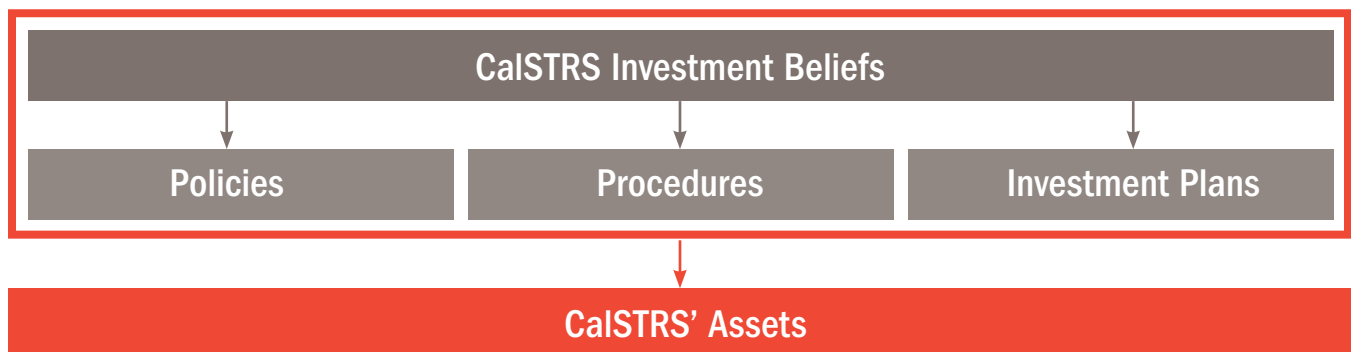 CalSTRS Investment Beliefs
Policies
Procedures
Investment Plans
CalSTRS’ Assets